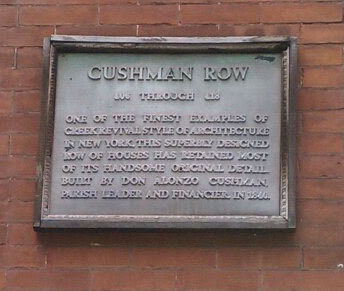 CUSHMAN ROW
THROUGH 418
ONE OF THE FINEST EXAMPLES OF
GREEK REVIVAL STYLE OF ARCHITECTURE
IN NEW YORK, THIS SUPERBLY DESIGNED
ROW OF HOUSES HAS RETAINED MOST
OF ITS HANDSOME ORIGINAL DETAIL.
BUILT BY DON ALONZO CUSHMAN,
PARISH LEADER AND FINANCIER, IN 1840.